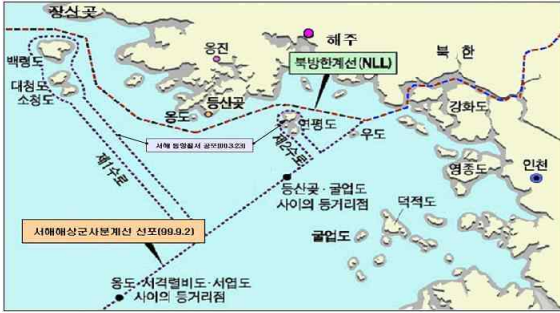 장산곶
백령도
대청도
소청도
옹진
해주
북 한
북방한계선(NLL)
등산곶
옹도
연평도
우도
강화도
서해 통항질서 공포(00.3.23)
제1수로
제2수로
영종도
인천
등산곶·굴업도
사이의 등거리점
덕적도
굴업도
서해해상군사분계선 선포(99.9.2)
옹도·서격렬비도·서업도
사이의 등거리점